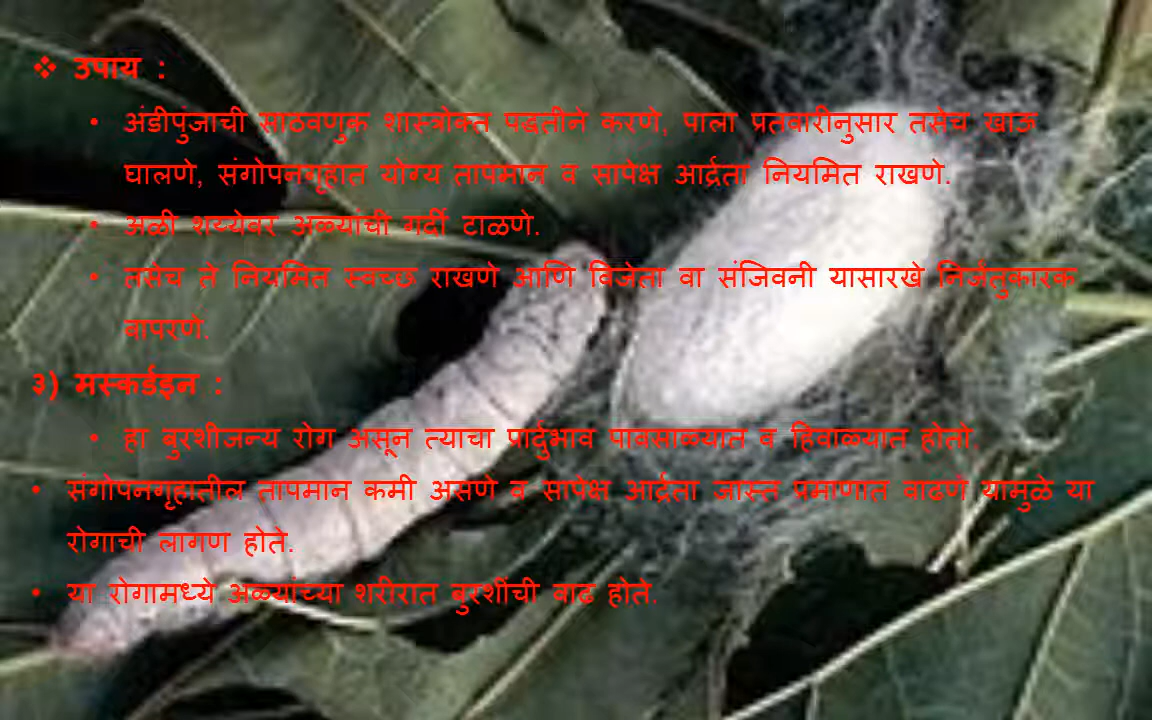 ❖ उपाय :
• अंडीपुंजाची साठवणुक शास्त्रोक्त पद्धतीने करणे, पाला प्रतवारीनुसार तसेच खाऊ
घालणे, संगोपनगृहात योग्य तापमान व सापेक्ष आर्द्रता नियमित राखणे.
• अळी शय्येवर अळ्यांची गर्दी टाळणे.
• तसेच ते नियमित स्वच्छ राखणे आणि विजेता वा संजिवनी यासारखे निर्जंतुकारक
वापरणे.
३) मस्कर्डइन :
• हा बुरशीजन्य रोग असून त्याचा पार्दुभाव पावसाळ्यात व हिवाळ्यात होतो.
• संगोपनगृहातील तापमान कमी असणे व सापेक्ष आर्द्रता जास्त प्रमाणात वाढणे यामुळे या
रोगाची लागण होते.
• या रोगामध्ये अळ्यांच्या शरीरात बुरशींची वाढ होते.